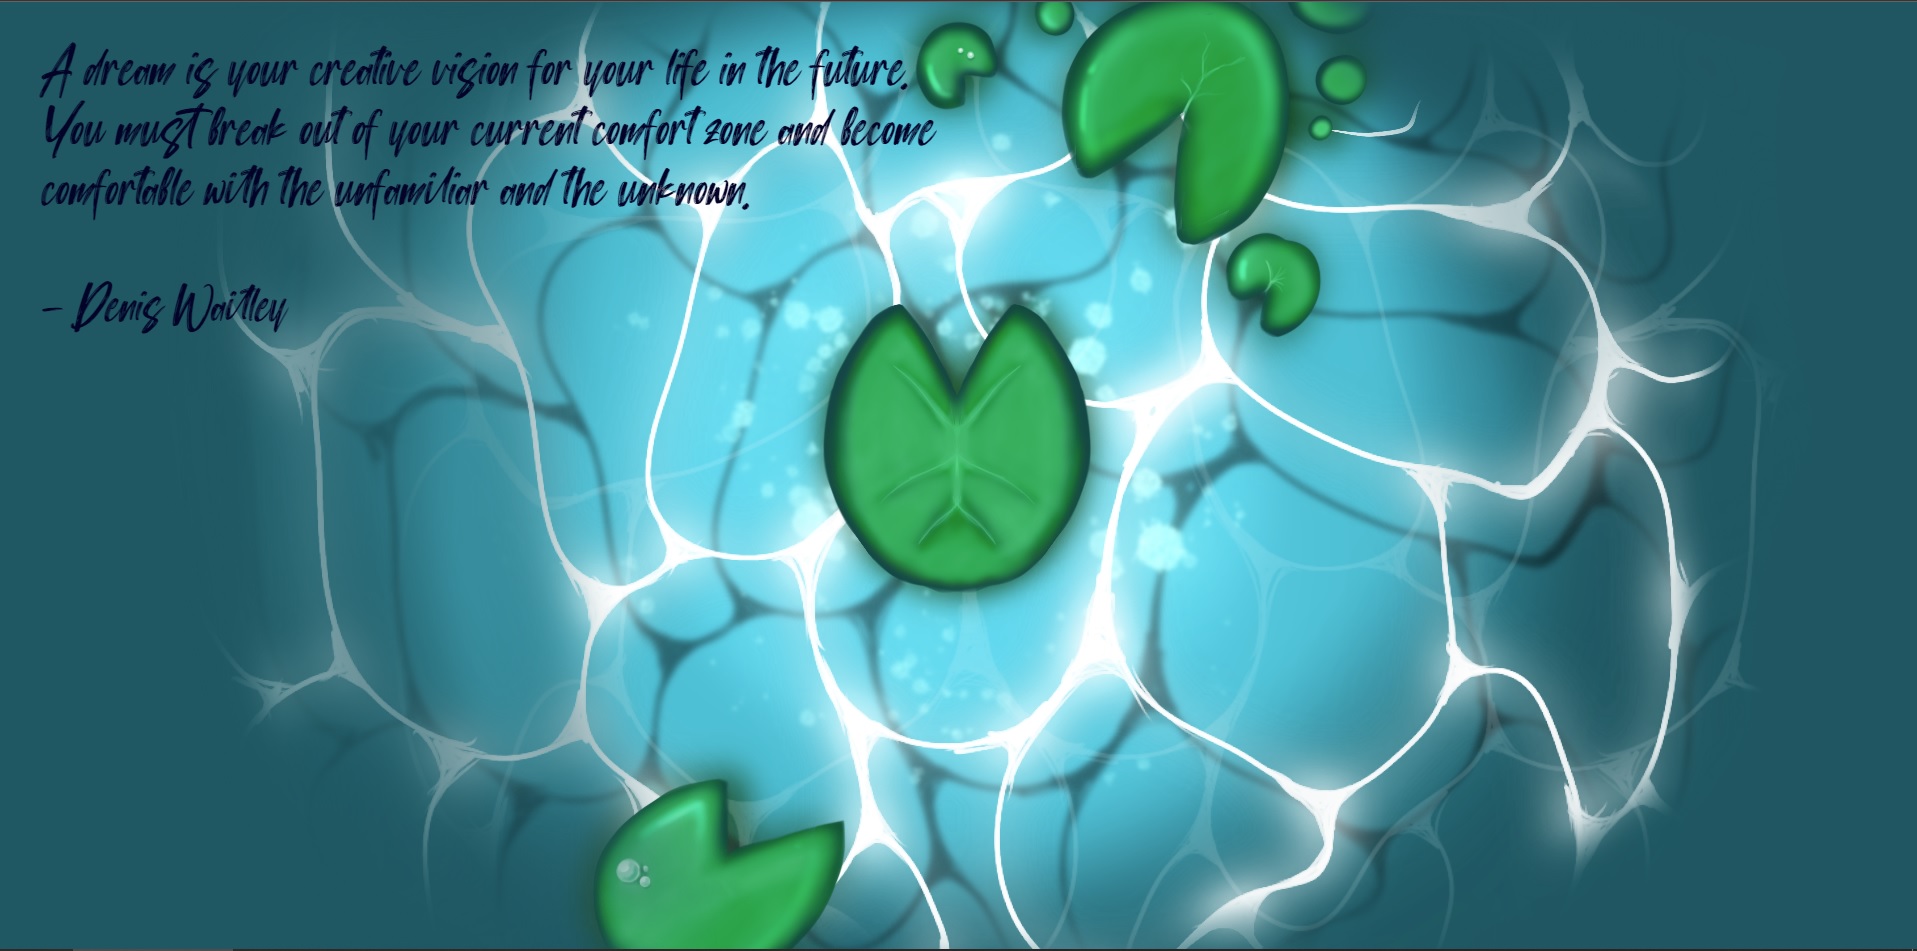 A dream is your creative vision for your life in the future.
You must break out of your current comfort zone and become
comfortable with the unfamiliar and the unknown.
– Denis Waitley